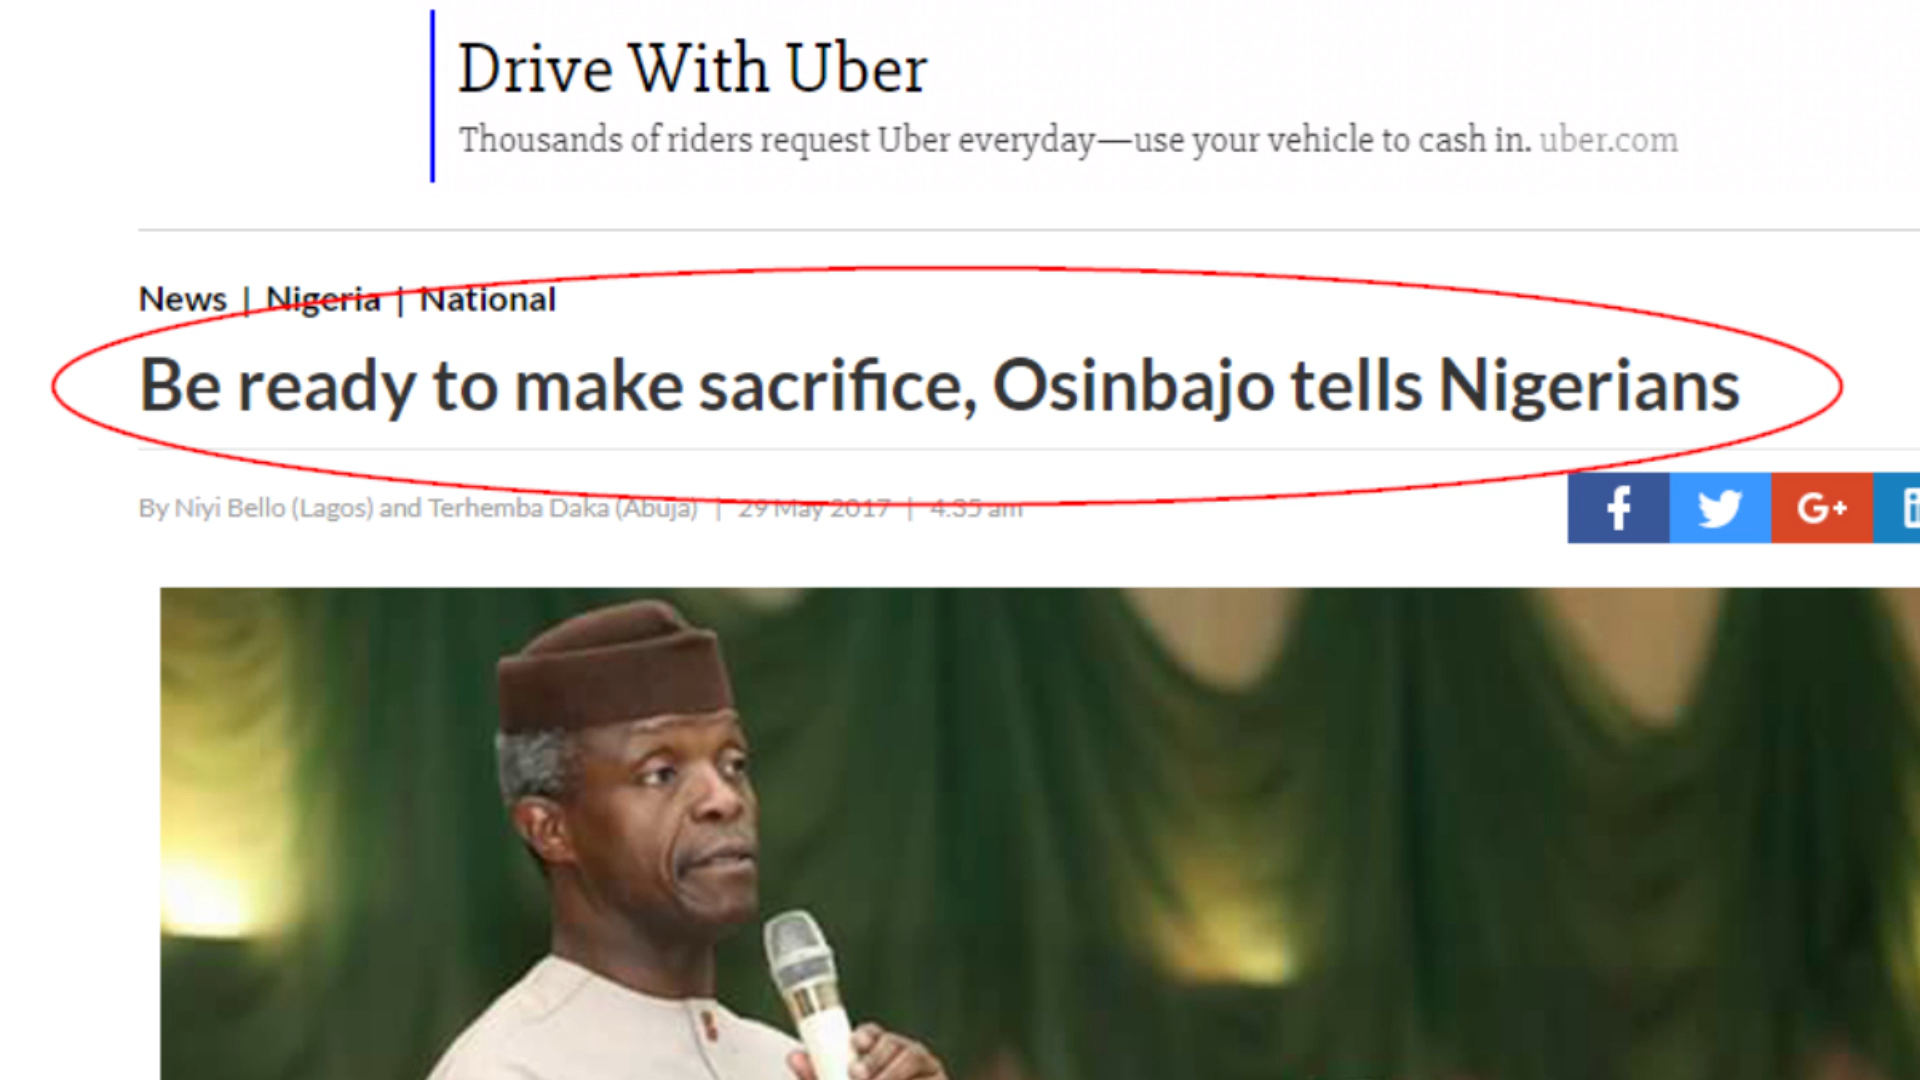 Drive With Uber
Thousands of riders request Uber everyday—use your vehicle to cash in. uber.com
News | Nigeria | National
Be ready to make sacrifice, Osinbajo tells Nigerians
By Niyi Bello (Lagos) and Terhemba Daka (Abuja) | 29 May 2017 | 4:35 am
f G+ in